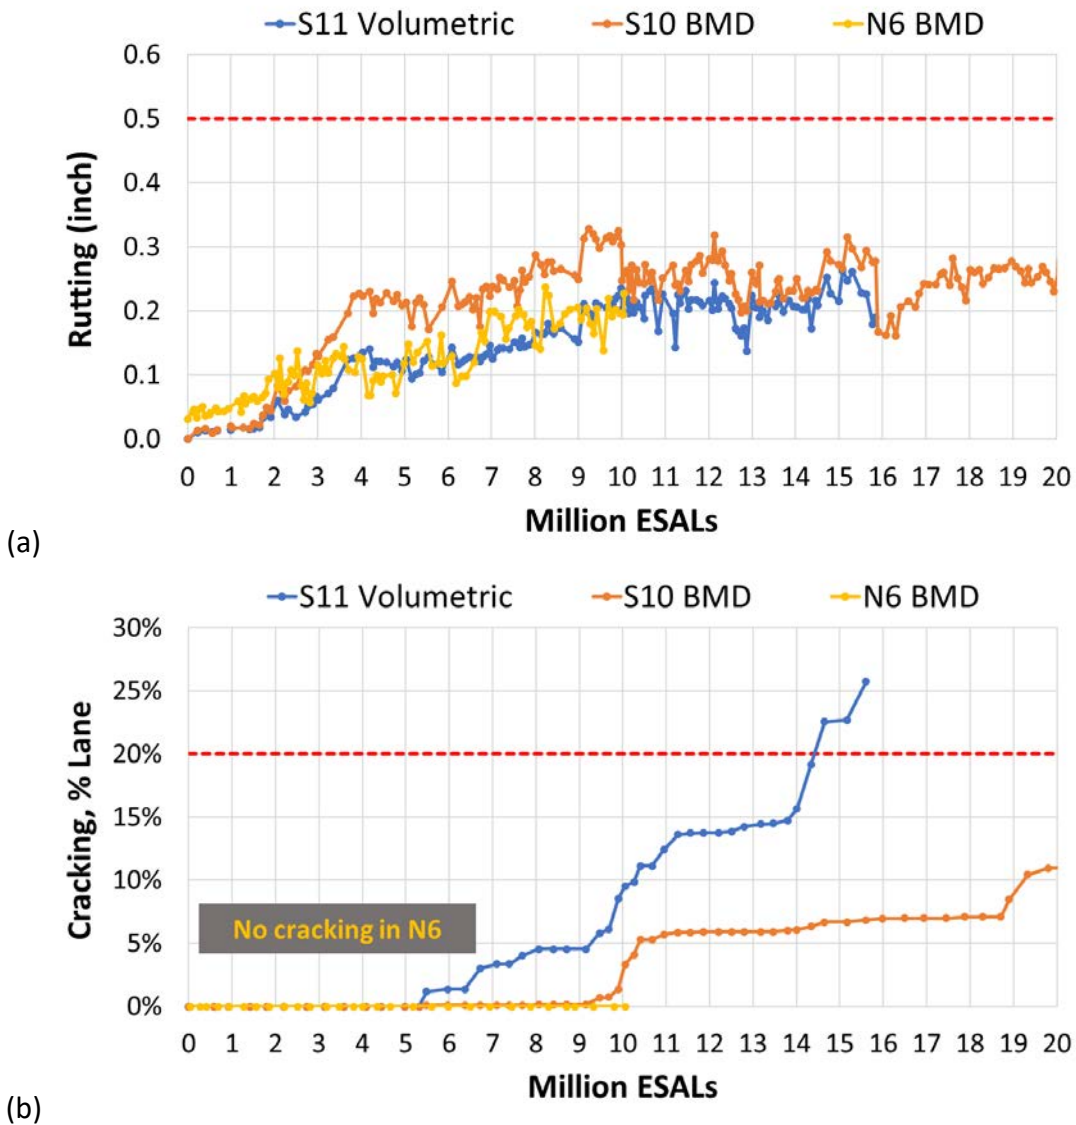 S11 Volumetric S10 BMD N6 BMD
0.6
0.5
0.4
0.3
0.2
0.1
0.0
Rutting (inch)
0 1 2 3 4 5 6 7 8 9 10 11 12 13 14 15 16 17 18 19 20
Million ESALs
(a)
S11 Volumetric S10 BMD N6 BMD
30%
25%
20%
15%
10%
5%
0%
Cracking, % Lane
No cracking in N6
0 1 2 3 4 5 6 7 8 9 10 11 12 13 14 15 16 17 18 19 20
Million ESALs
(b)